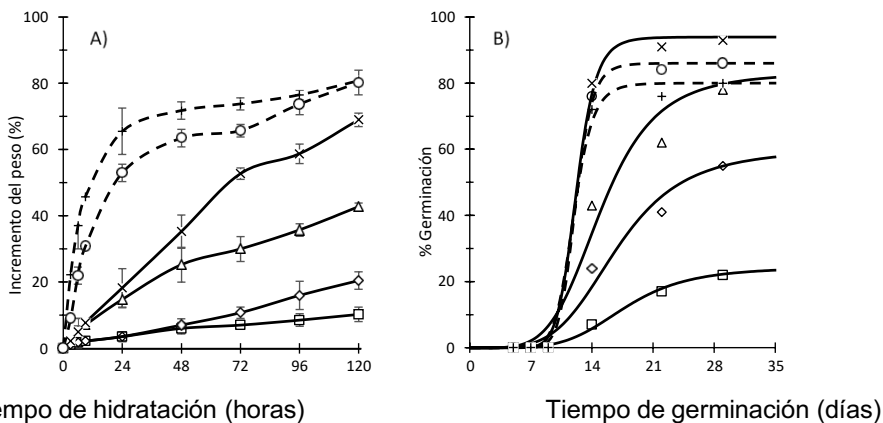 A)
100
80
60
40
20
0
Incremento del peso (%)
0 24 48 72 96 120
empo de hidratación (horas)
B)
100
80
60
40
20
0
% Germinación
0 7 14 21 28 35
Tiempo de germinación (días)